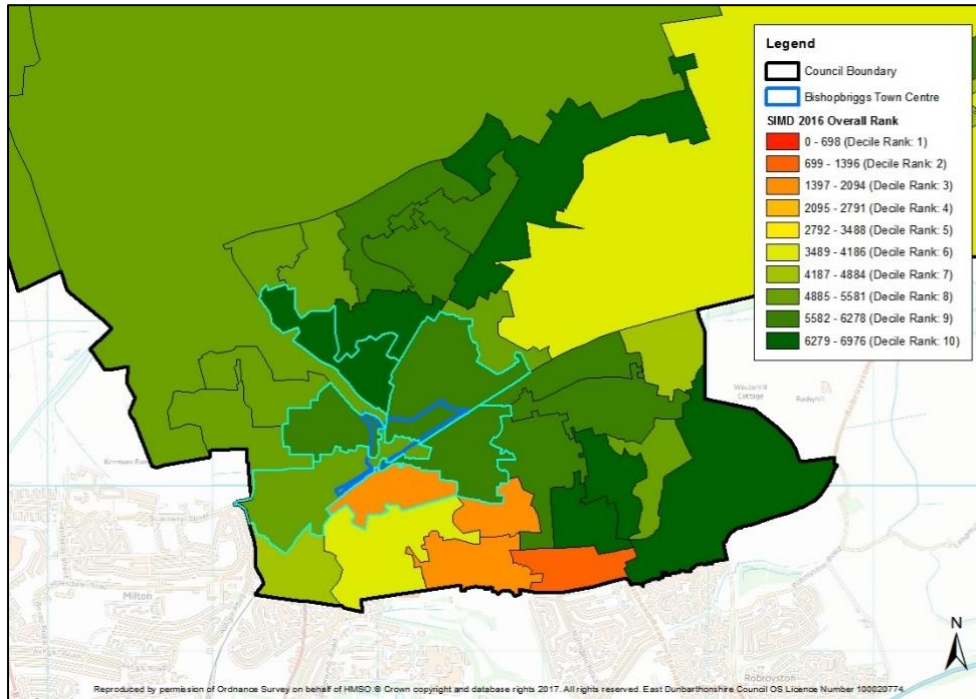 Legend
Council Boundary
Bishopbriggs Town Centre
SIMD 2016 Overall Rank
0 - 698 (Decile Rank: 1)
699 - 1396 (Decile Rank: 2)
1397 - 2094 (Decile Rank: 3)
2095 - 2791 (Decile Rank: 4)
2792 - 3488 (Decile Rank: 5)
3489 - 4186 (Decile Rank: 6)
4187 - 4884 (Decile Rank: 7)
4885 - 5581 (Decile Rank: 8)
5582 - 6278 (Decile Rank: 9)
6279 - 6976 (Decile Rank: 10)
Cottage
Milton
Robroyston
N
Reproduced by permission of Ordnance Survey on behalf of HMSO.© Crown copyright and database rights 2017. All rights reserved. East Dunbarthonshire Council OS Licence Number 100020774